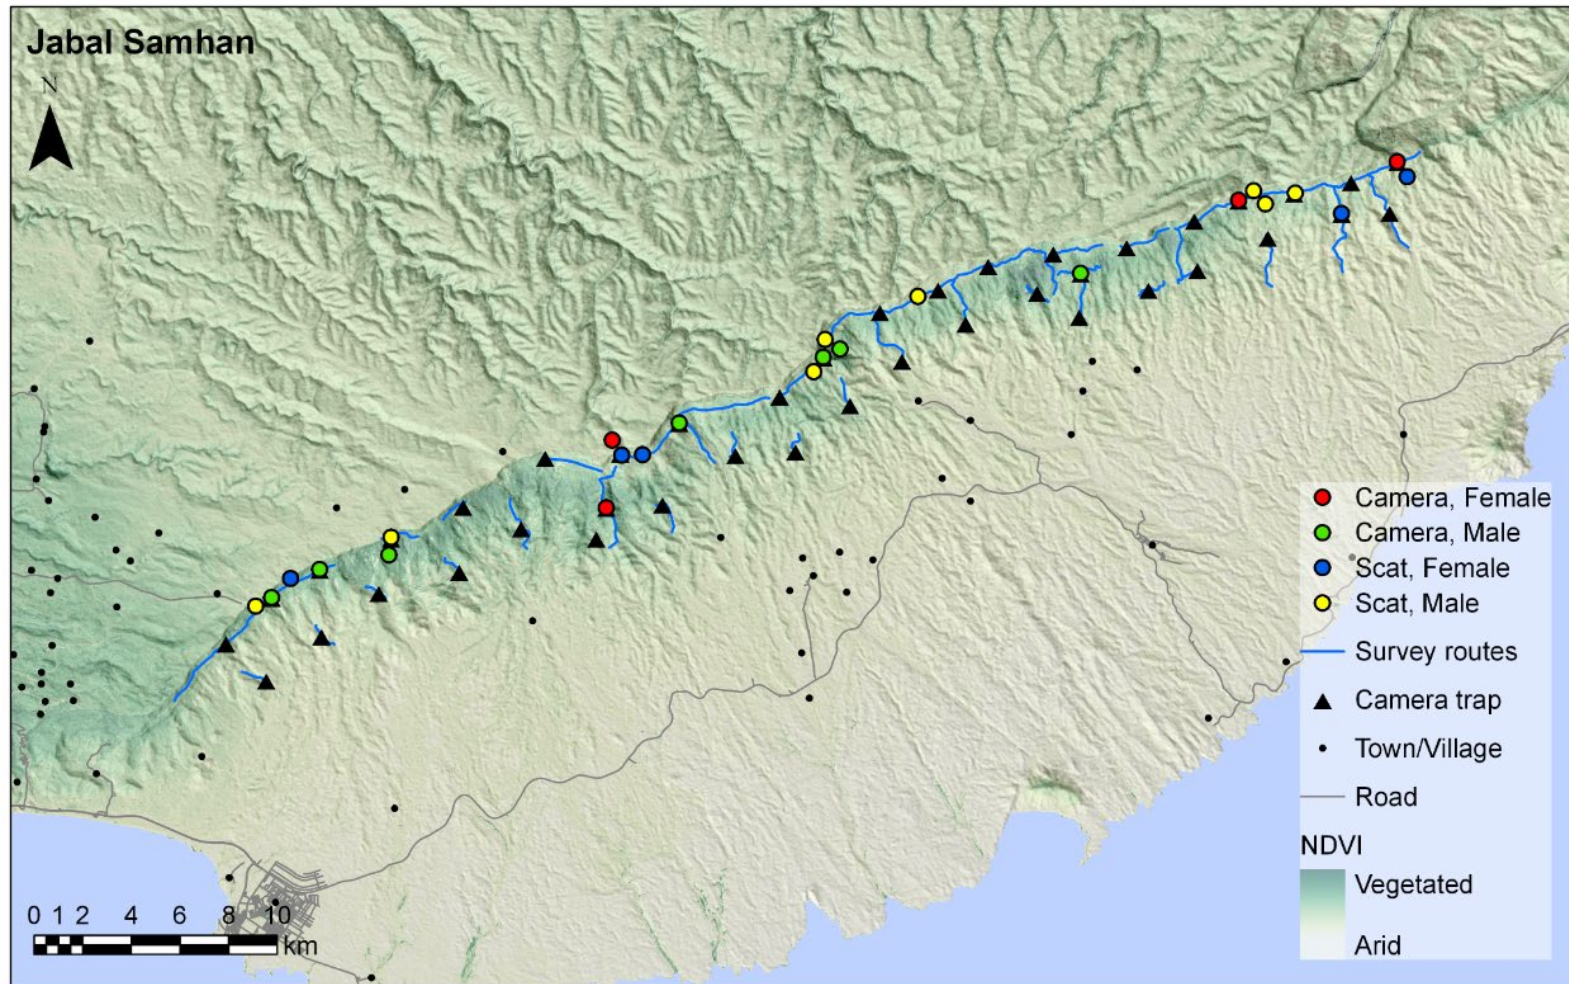 Jabal Samhan
N
Camera, Female
Camera, Male
Scat, Female
Scat, Male
Survey routes
Camera trap
Town/Village
Road
NDVI
Vegetated
Arid
0 1 2 4 6 8 10
km